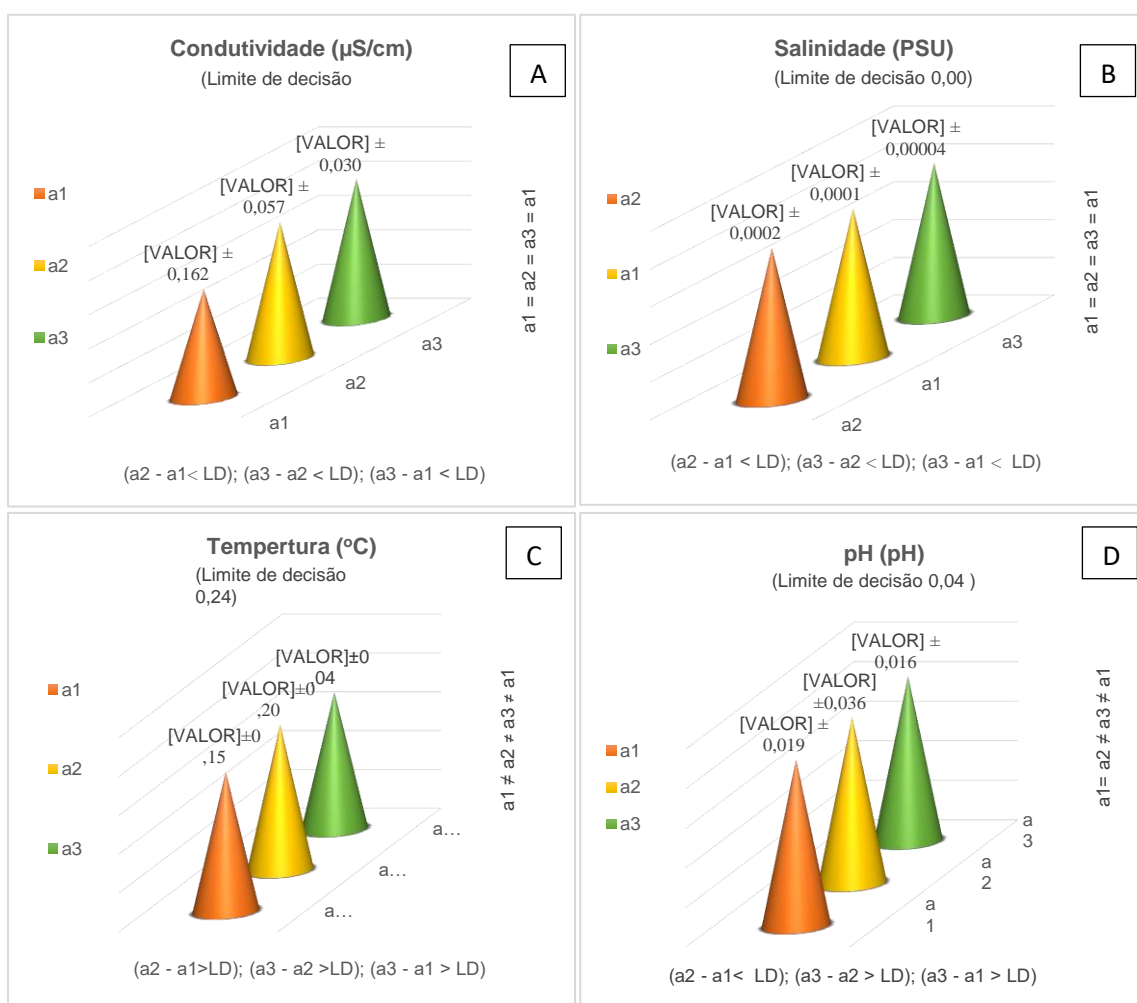 Condutividade (µS/cm)
(Limite de decisão
A
[VALOR] ±
0,030
[VALOR] ±
0,057
[VALOR] ±
0,162
a1
a2
a3
a3
a2
a1
a1 = a2 = a3 = a1
(a2 - a1< LD); (a3 - a2 < LD); (a3 - a1 < LD)
Salinidade (PSU)
(Limite de decisão 0,00)
B
[VALOR] ±
0,00004
[VALOR] ±
0,0001
[VALOR] ±
0,0002
a2
a1
a3
a3
a1
a2
a1 = a2 = a3 = a1
(a2 - a1 < LD); (a3 - a2 < LD); (a3 - a1 < LD)
Tempertura (ºC)
(Limite de decisão
0,24)
C
[VALOR]±0
,04
[VALOR]±0
,20
[VALOR]±0
,15
a1
a2
a3
a...
a...
a...
a1 ≠ a2 ≠ a3 ≠ a1
(a2 - a1>LD); (a3 - a2 >LD); (a3 - a1 > LD)
pH (pH)
(Limite de decisão 0,04 )
D
[VALOR] ±
0,016
[VALOR]
±0,036
[VALOR] ±
0,019
a1
a2
a3
a
3
a
2
a
1
a1= a2 ≠ a3 ≠ a1
(a2 - a1< LD); (a3 - a2 > LD); (a3 - a1 > LD)